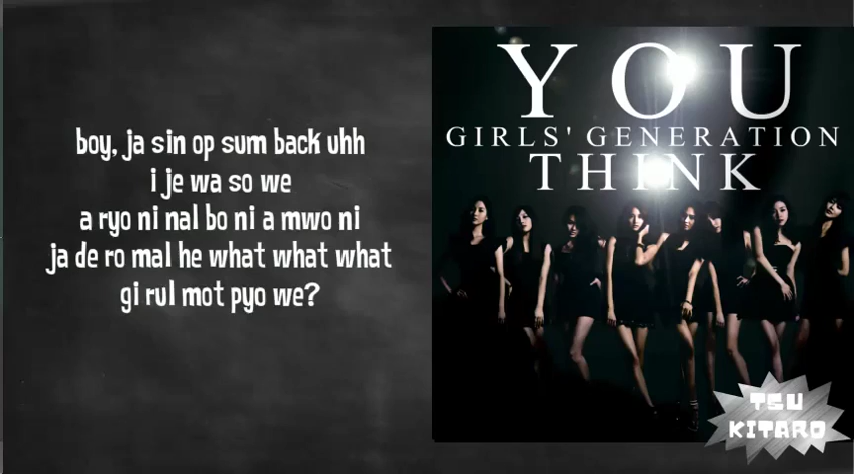 boy, ja sin op sum back uhh
i je wa so we
a ryo ni nal bo ni a mwo ni
ja de ro mal he what what what
gi rul mot pyo we?
YOU
GIRLS' GENERATION
THINK
TSU
KITARO